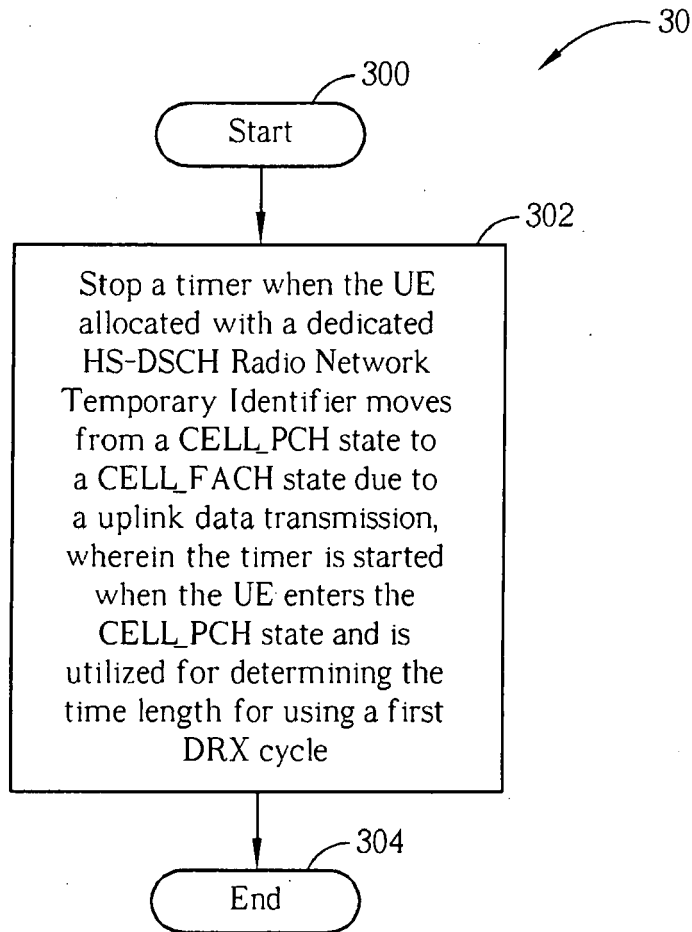 30
300
Start
302
Stop a timer when the UE
allocated with a dedicated
HS-DSCH Radio Network
Temporary Identifier moves
from a CELL_PCH state to
a CELL_FACH state due to
a uplink data transmission,
wherein the timer is started
when the UE enters the
CELL_PCH state and is
utilized for determining the
time length for using a first
DRX cycle
304
End